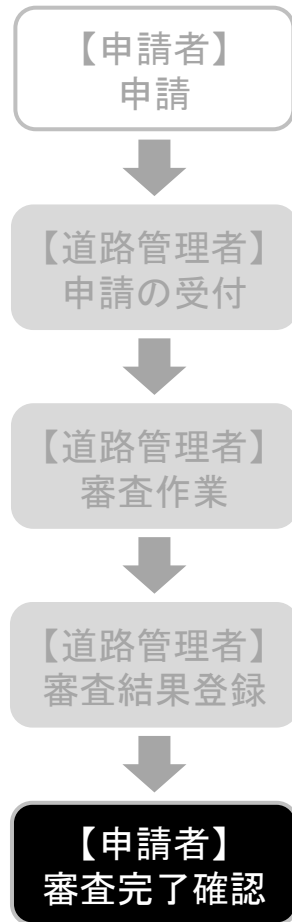 【申請者】
申請
【道路管理者】
申請の受付
【道路管理者】
審査作業
【道路管理者】
審査結果登録
【申請者】
審査完了確認